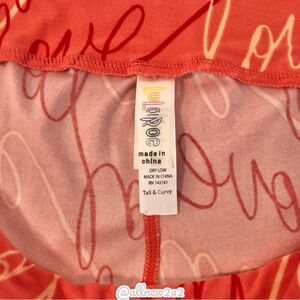 love
LuLaRoe
made in
china
DRY LOW
MADE IN CHINA
RN 142161
Tall & Curvy
@allnew2u2